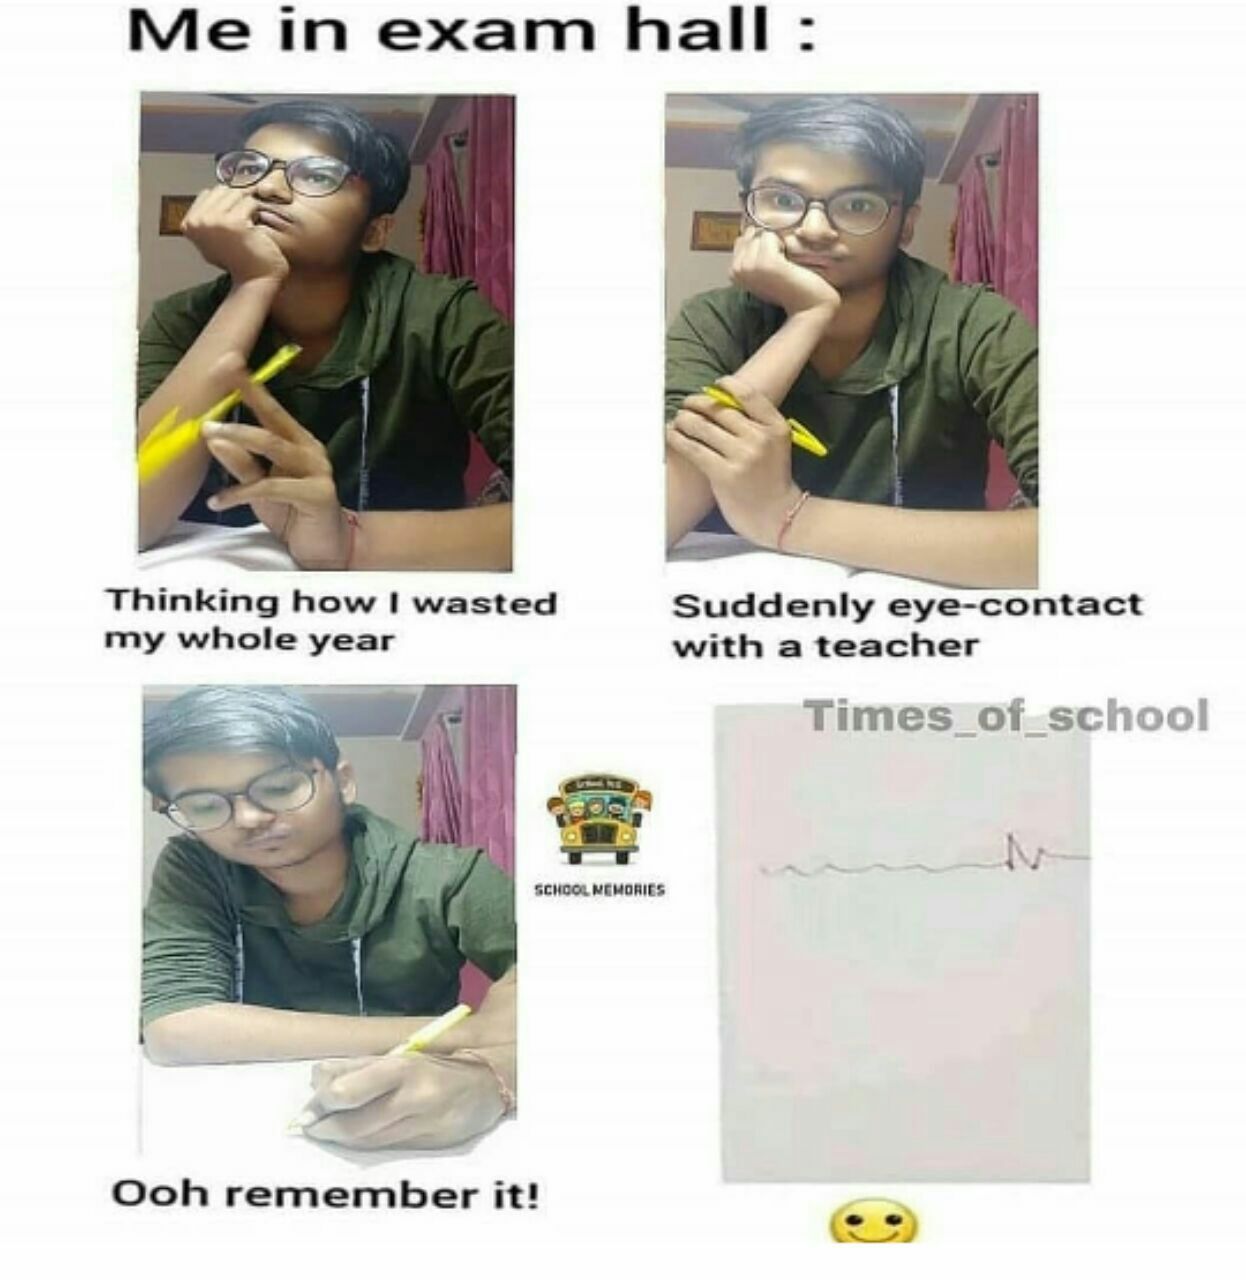 Me in exam hall :
Thinking how I wasted
my whole year
Suddenly eye-contact
with a teacher
Times_of_school
SCHOOL MEMORIES
Ooh remember it!